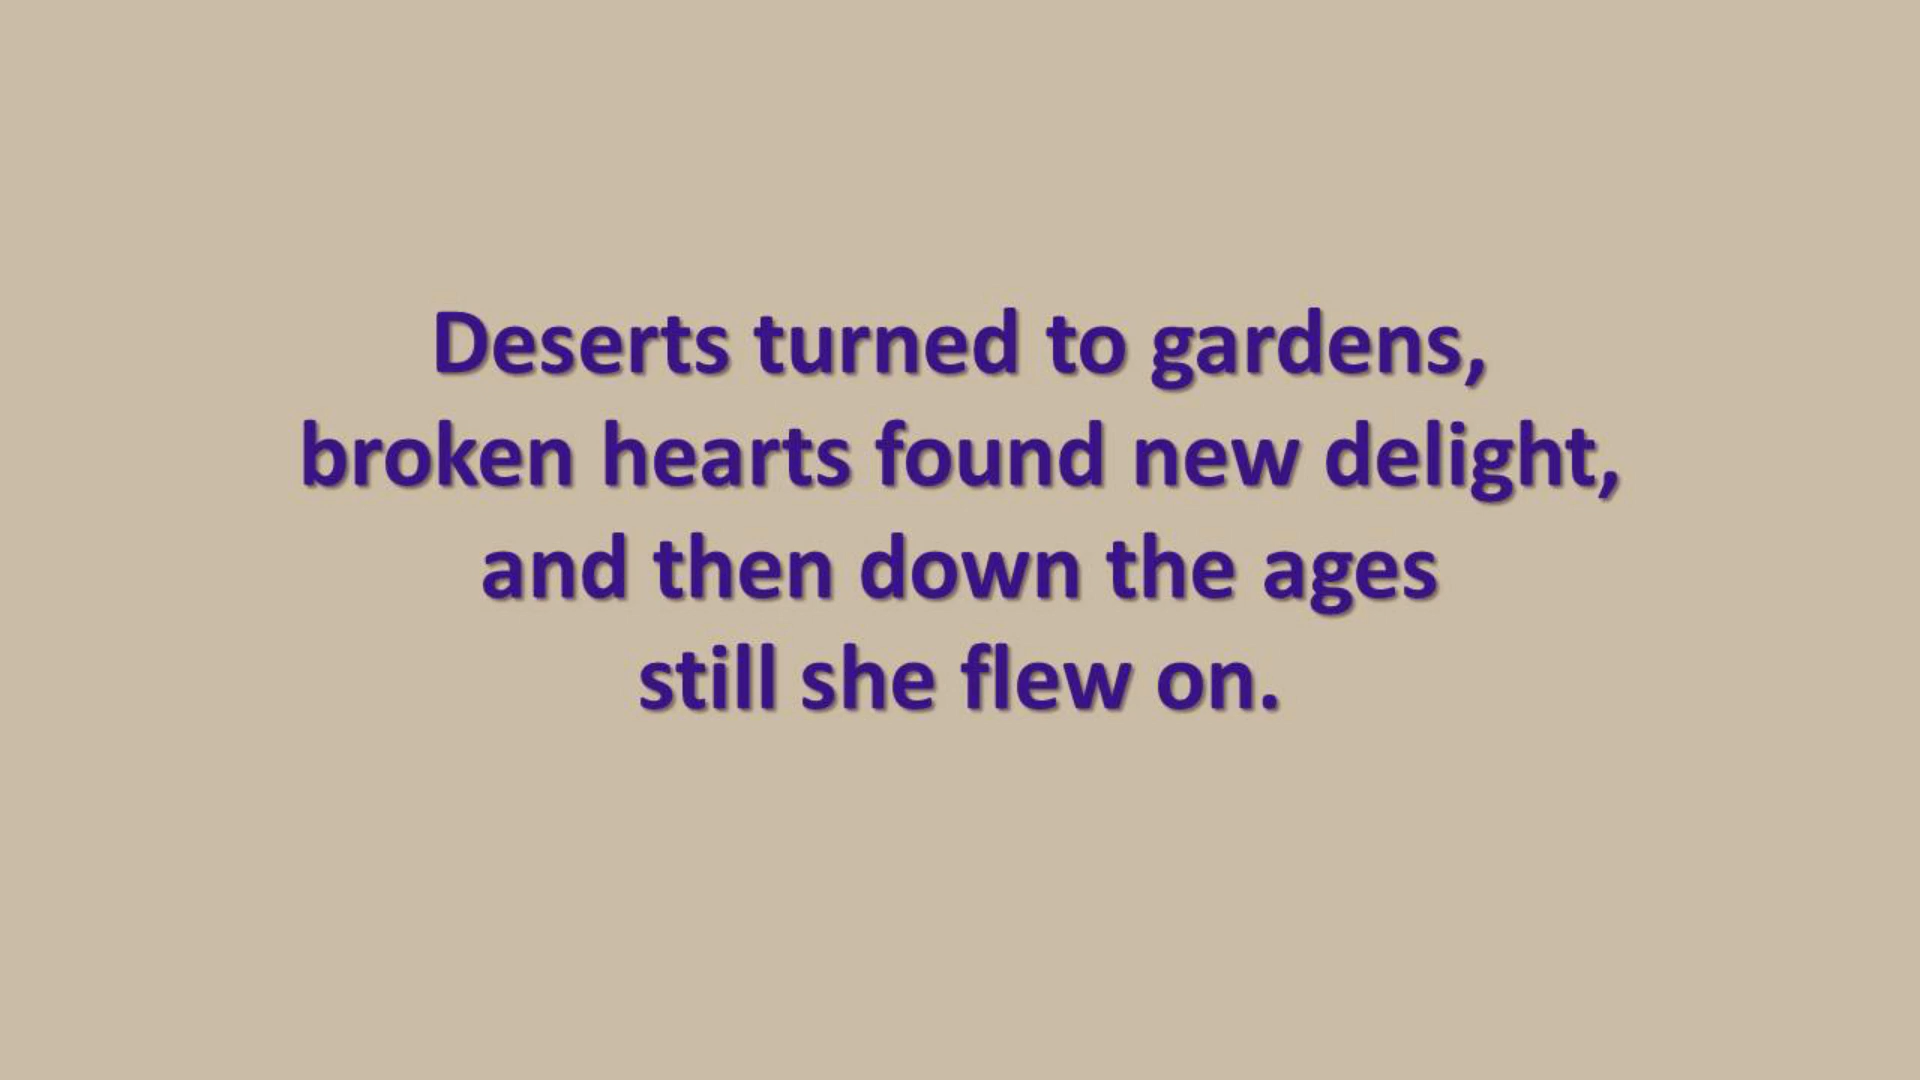 Deserts turned to gardens,
broken hearts found new delight,
and then down the ages
still she flew on.